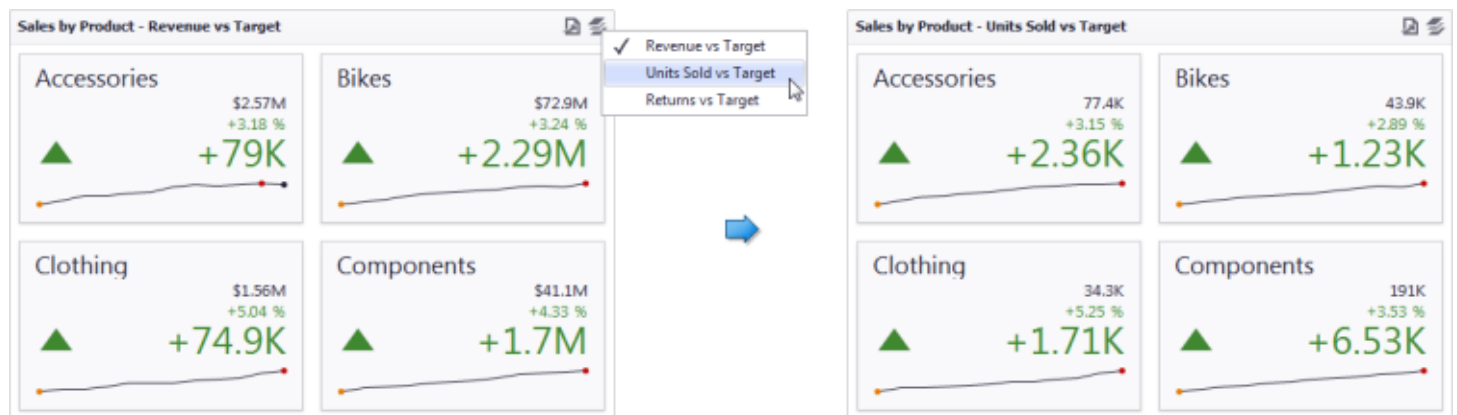 Sales by Product - Revenue vs Target
Revenue vs Target
Units Sold vs Target
Returns vs Target
Accessories
$2.57M
+3.18 %
+79K
Bikes
$72.9M
+3.24 %
+2.29M
Clothing
$1.56M
+5.04 %
+74.9K
Components
$41.1M
+4.33 %
+1.7M
Sales by Product - Units Sold vs Target
Accessories
77.4K
+3.15 %
+2.36K
Bikes
43.9K
+2.89 %
+1.23K
Clothing
34.3K
+5.25 %
+1.71K
Components
191K
+3.53 %
+6.53K